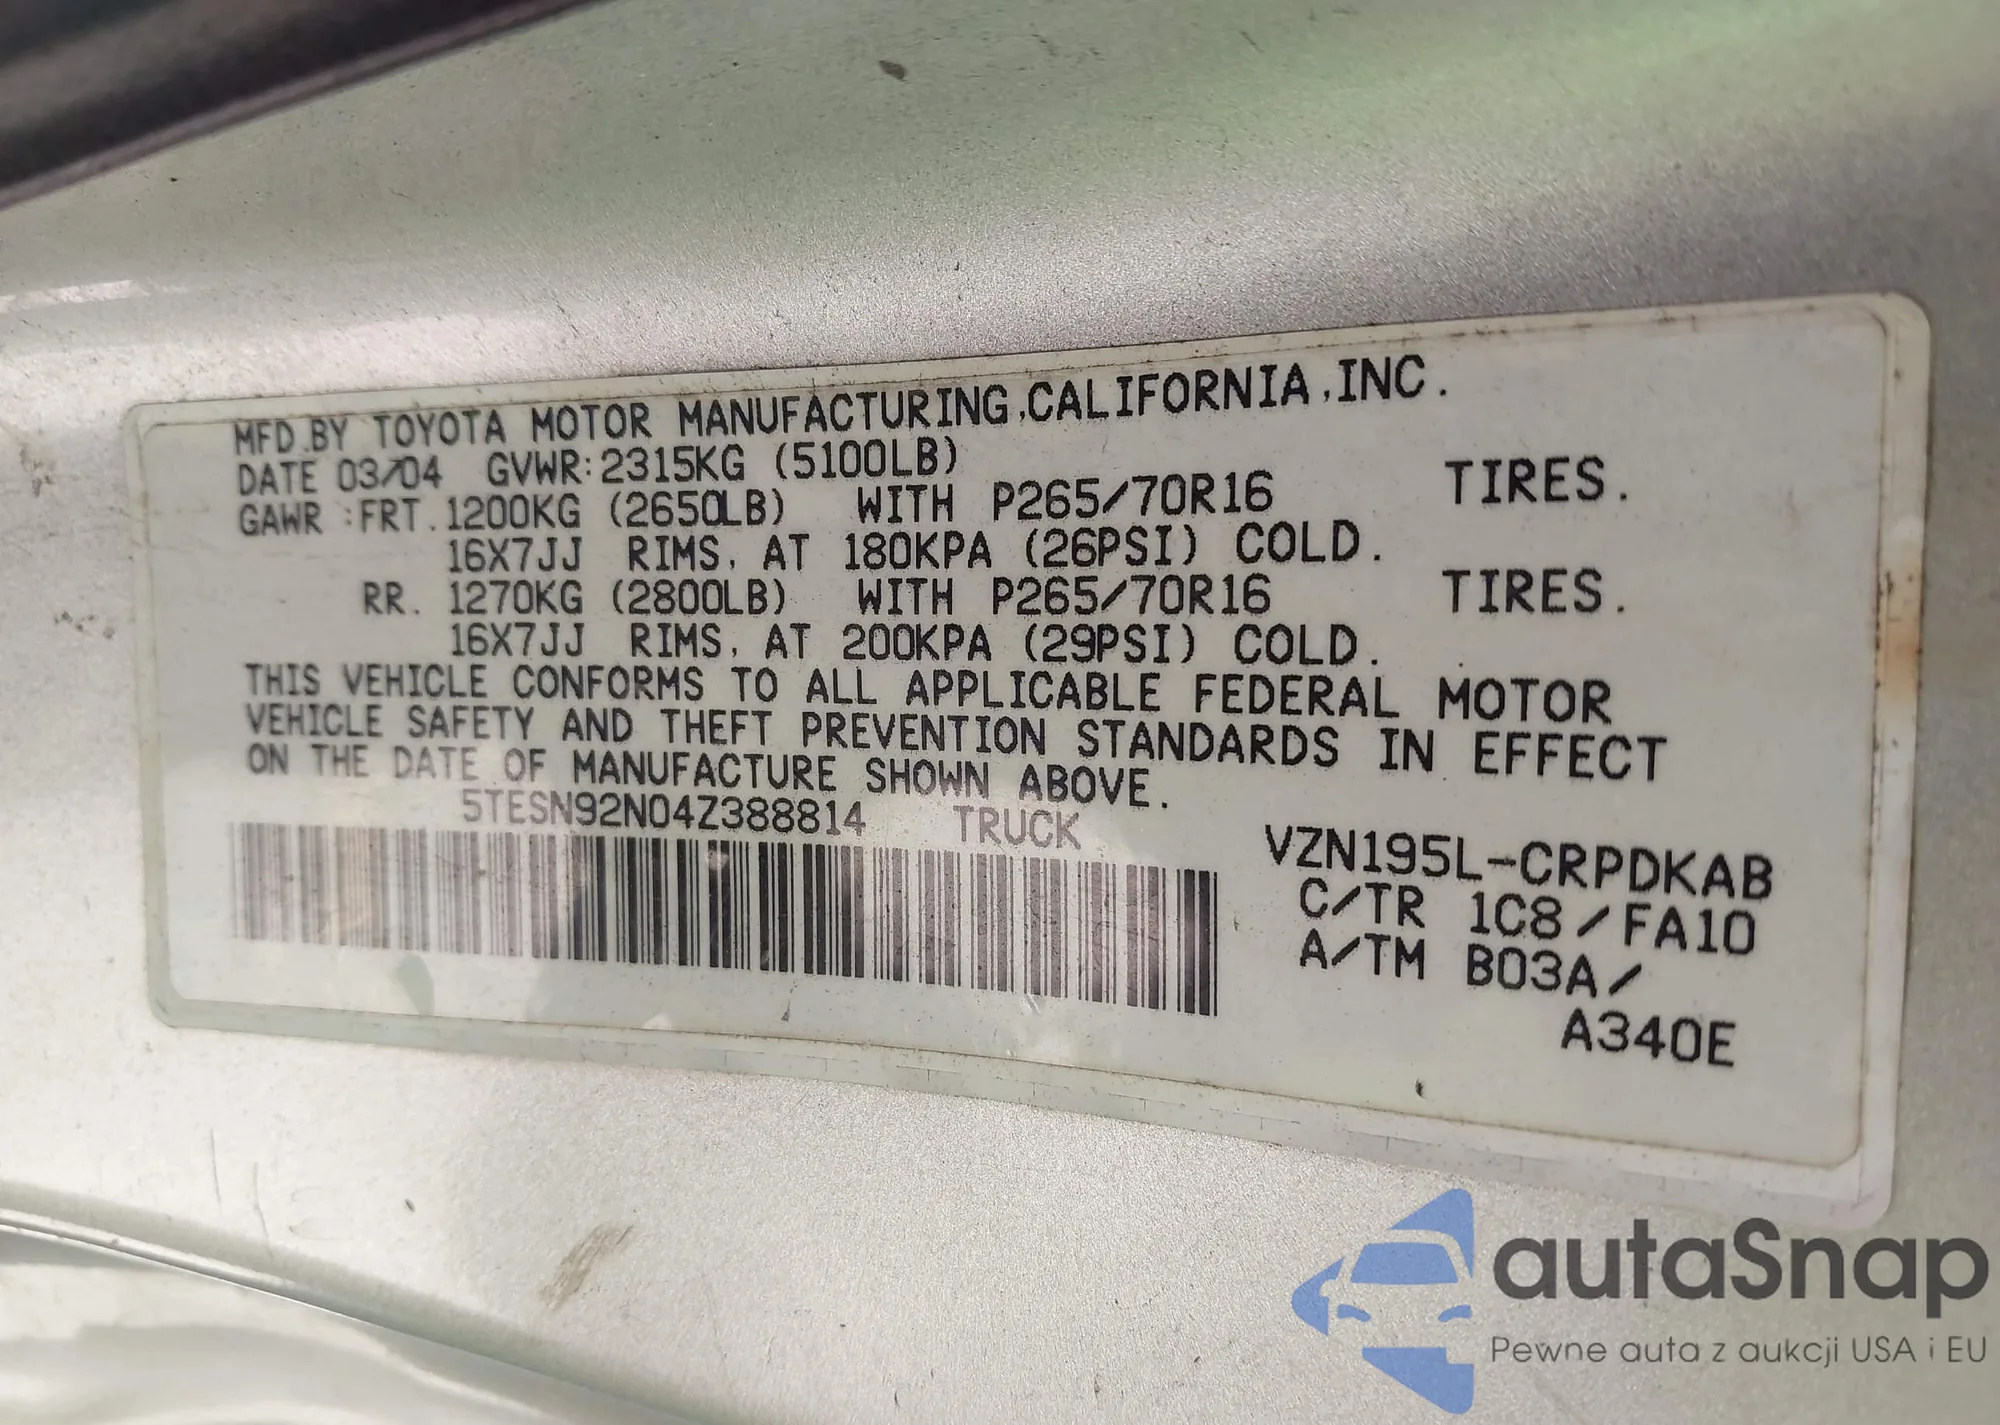 MFD.BY TOYOTA MOTOR MANUFACTURING,CALIFORNIA,INC.
DATE 03/04 GVWR:2315KG (5100LB)
GAWR :FRT.1200KG (2650LB) WITH P265/70R16 TIRES.
16X7JJ RIMS, AT 180KPA (26PSI) COLD.
RR. 1270KG (2800LB) WITH P265/70R16 TIRES.
16X7JJ RIMS, AT 200KPA (29PSI) COLD.
THIS VEHICLE CONFORMS TO ALL APPLICABLE FEDERAL MOTOR
VEHICLE SAFETY AND THEFT PREVENTION STANDARDS IN EFFECT
ON THE DATE OF MANUFACTURE SHOWN ABOVE.
5TESN92N04Z388814 TRUCK
VZN195L-CRPDKAB
C/TR 1C8/FA10
A/TM B03A/
A340E
autaSnap
Pewne auta z aukcji USA i EU